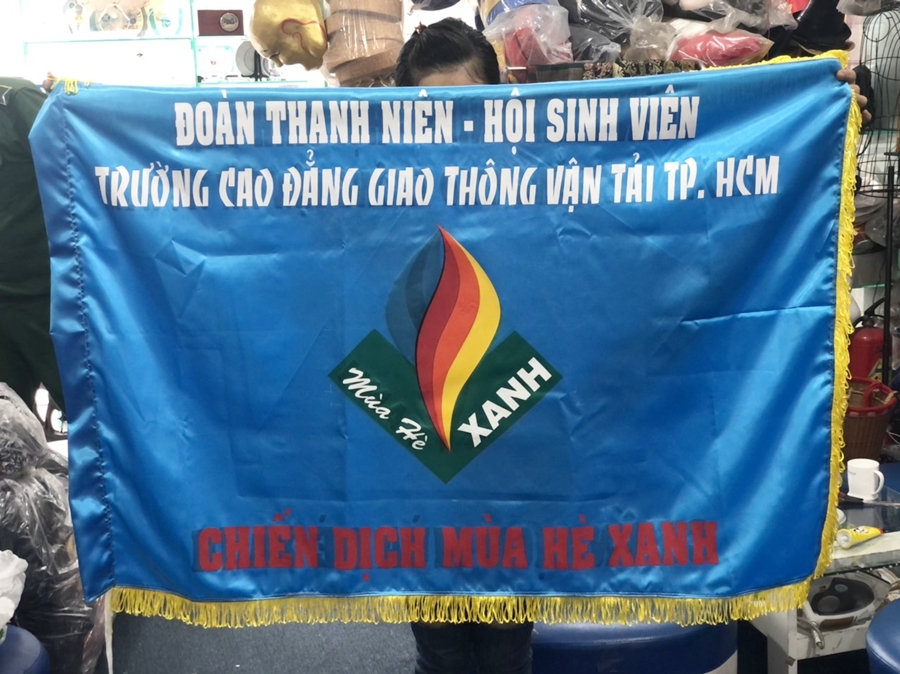 ĐOÀN THANH NIÊN - HỘI SINH VIÊN
TRƯỜNG CAO ĐẲNG GIAO THÔNG VẬN TẢI TP. HCM
Mùa Hè
XANH
CHIẾN DỊCH MÙA HÈ XANH